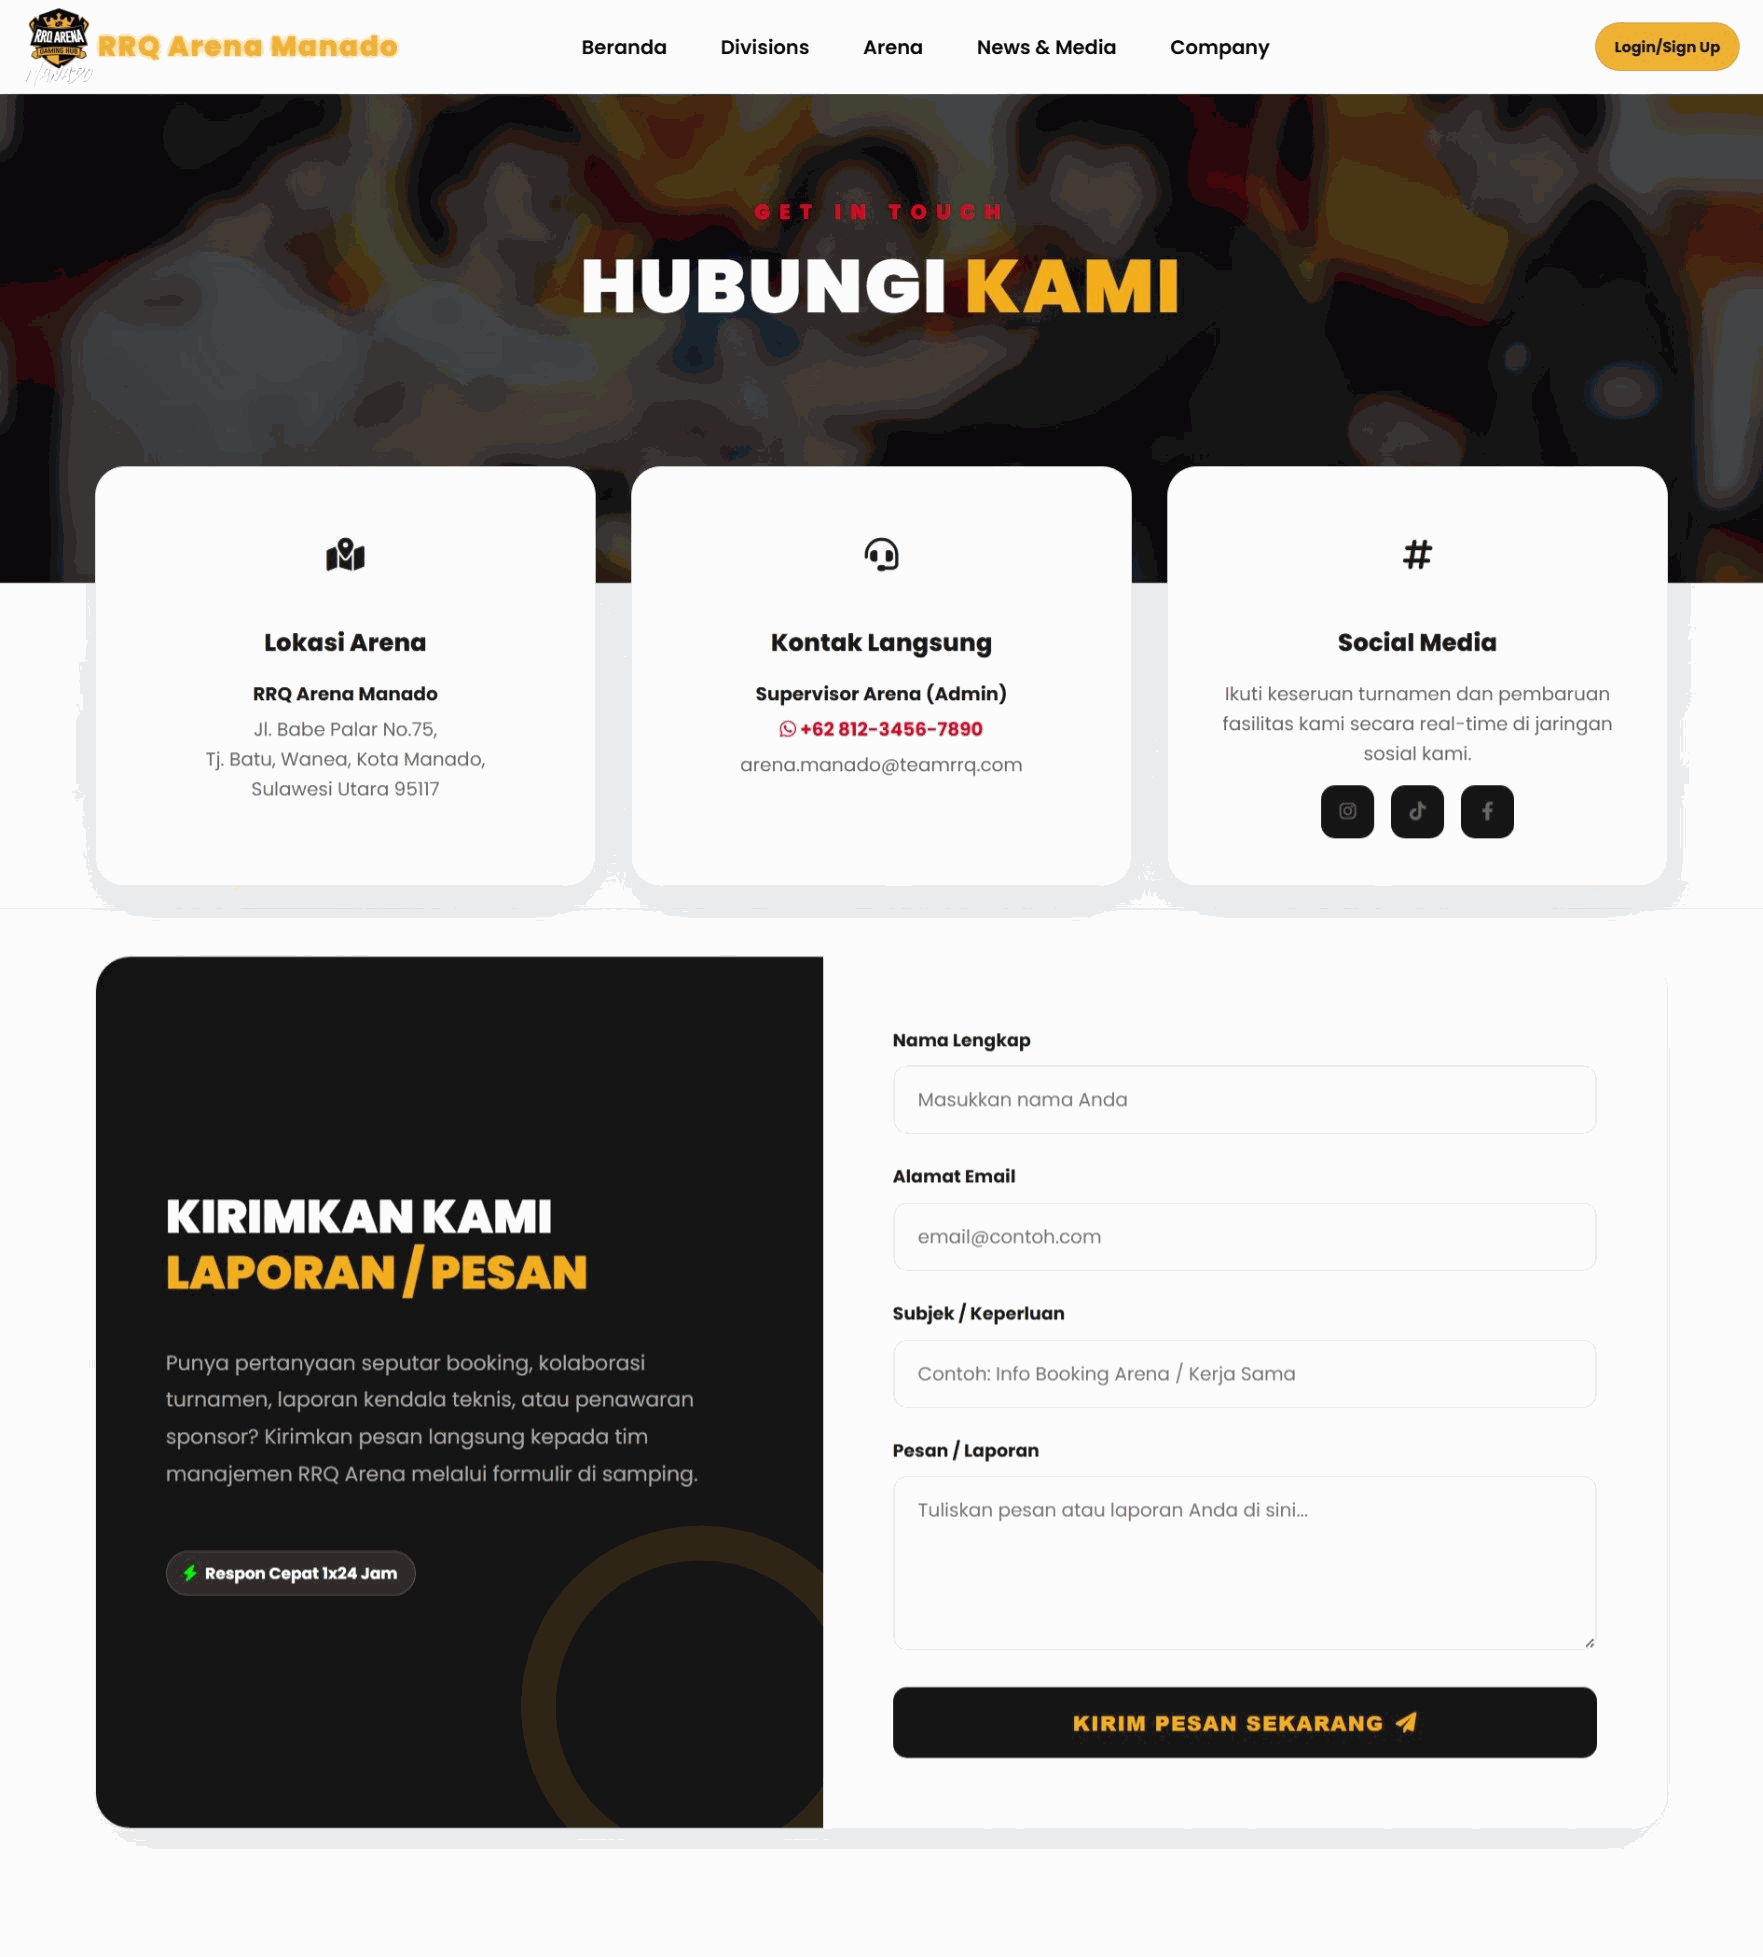 RRQ ARENA
GAMING HUB
MANADO
RRQ Arena Manado
Beranda
Divisions
Arena
News & Media
Company
Login/Sign Up
GET IN TOUCH
HUBUNGI KAMI
Lokasi Arena
RRQ Arena Manado
Jl. Babe Palar No.75,
Tj. Batu, Wanea, Kota Manado,
Sulawesi Utara 95117
Kontak Langsung
Supervisor Arena (Admin)
+62 812-3456-7890
arena.manado@teamrrq.com
Social Media
Ikuti keseruan turnamen dan pembaruan
fasilitas kami secara real-time di jaringan
sosial kami.
KIRIMKAN KAMI
LAPORAN / PESAN
Punya pertanyaan seputar booking, kolaborasi
turnamen, laporan kendala teknis, atau penawaran
sponsor? Kirimkan pesan langsung kepada tim
manajemen RRQ Arena melalui formulir di samping.
Respon Cepat 1x24 Jam
Nama Lengkap
Masukkan nama Anda
Alamat Email
email@contoh.com
Subjek / Keperluan
Contoh: Info Booking Arena / Kerja Sama
Pesan / Laporan
Tuliskan pesan atau laporan Anda di sini...
KIRIM PESAN SEKARANG